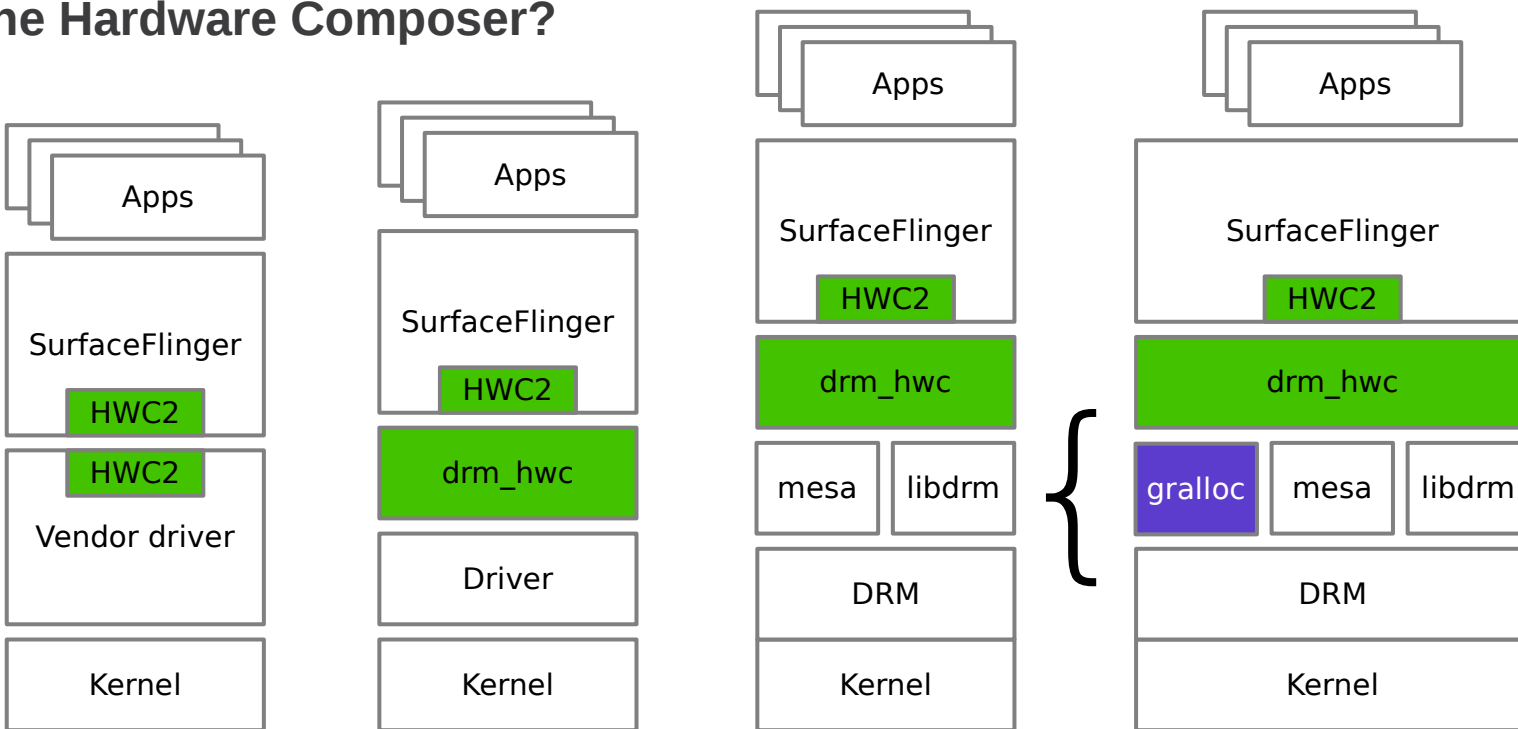 he Hardware Composer?
Apps
SurfaceFlinger
HWC2
HWC2
Vendor driver
Kernel
Apps
SurfaceFlinger
HWC2
drm_hwc
Driver
Kernel
Apps
SurfaceFlinger
HWC2
drm_hwc
mesa
libdrm
DRM
Kernel
{
Apps
SurfaceFlinger
HWC2
drm_hwc
gralloc
mesa
libdrm
DRM
Kernel